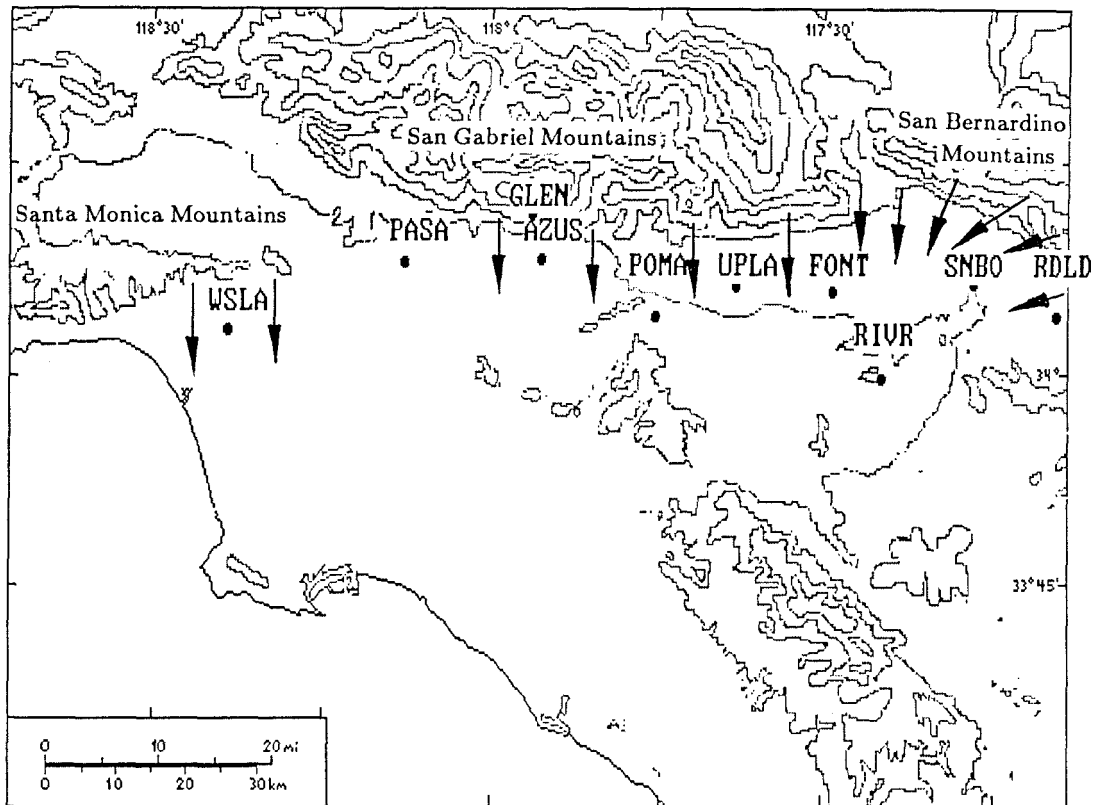 118° 30'
118°
117° 30'
San Gabriel Mountains
San Bernardino
Mountains
Santa Monica Mountains
GLEN
PASA
AZUS
POMA
UPLA
FONT
SNBO
RDLD
WSLA
RIVR
34°
33° 45'
0 10 20 mi
0 10 20 30 km